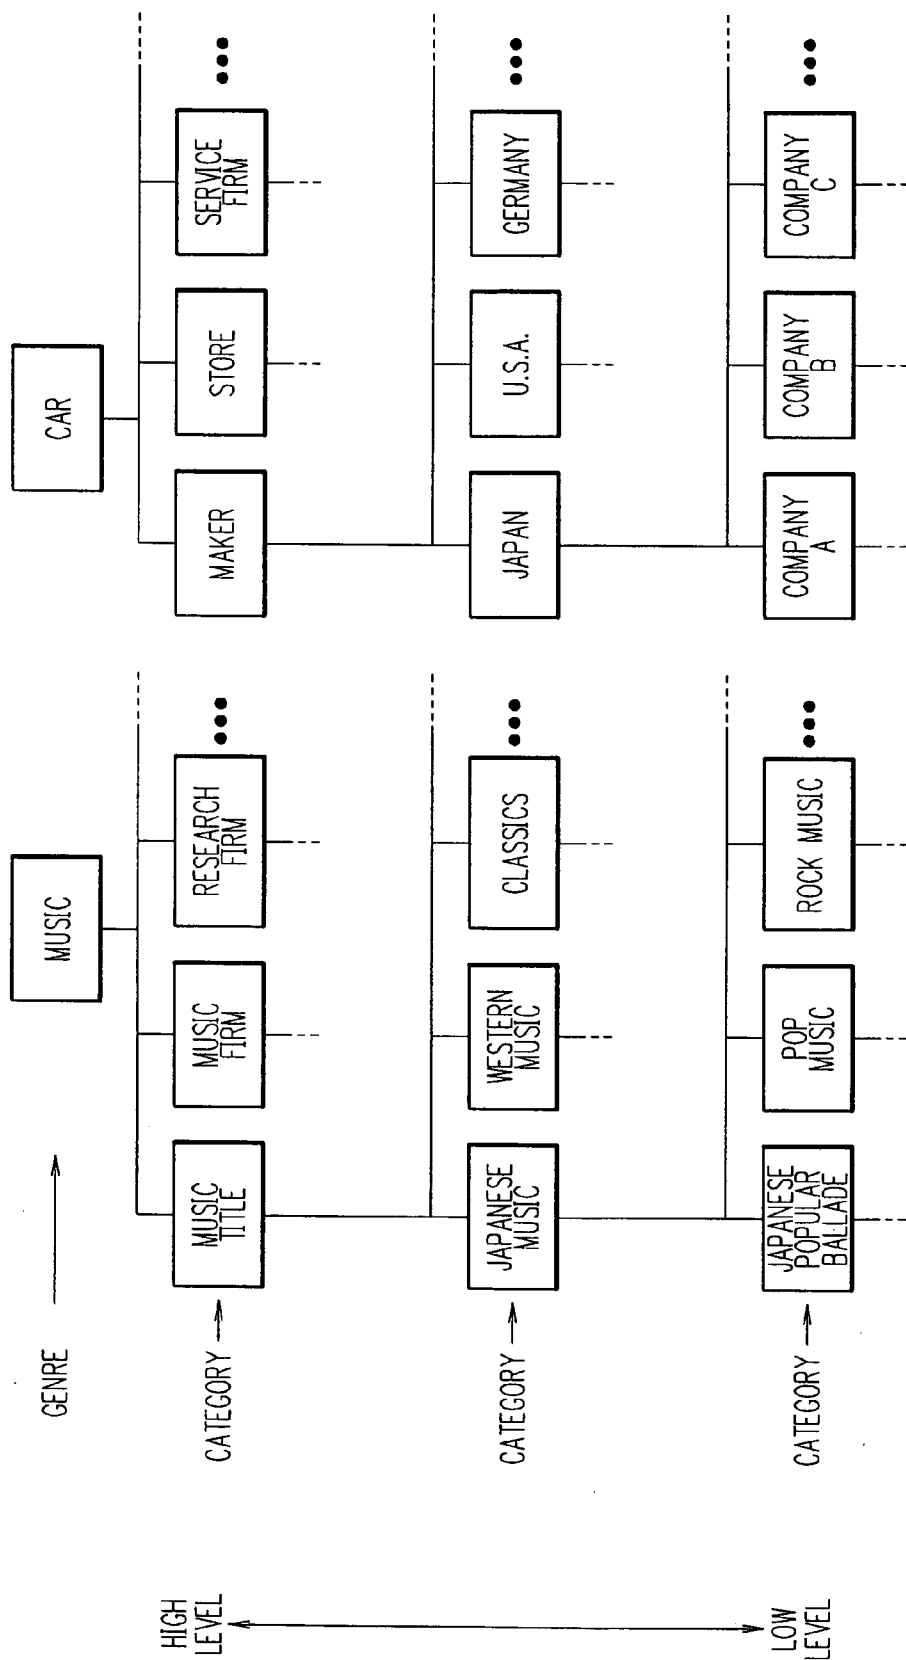 GENRE
MUSIC
CAR
HIGH
LEVEL
CATEGORY
MUSIC
TITLE
MUSIC
FIRM
RESEARCH
FIRM
MAKER
STORE
SERVICE
FIRM
CATEGORY
JAPANESE
MUSIC
WESTERN
MUSIC
CLASSICS
JAPAN
U.S.A.
GERMANY
LOW
LEVEL
CATEGORY
JAPANESE
POPULAR
BALLADE
POP
MUSIC
ROCK MUSIC
COMPANY
A
COMPANY
B
COMPANY
C